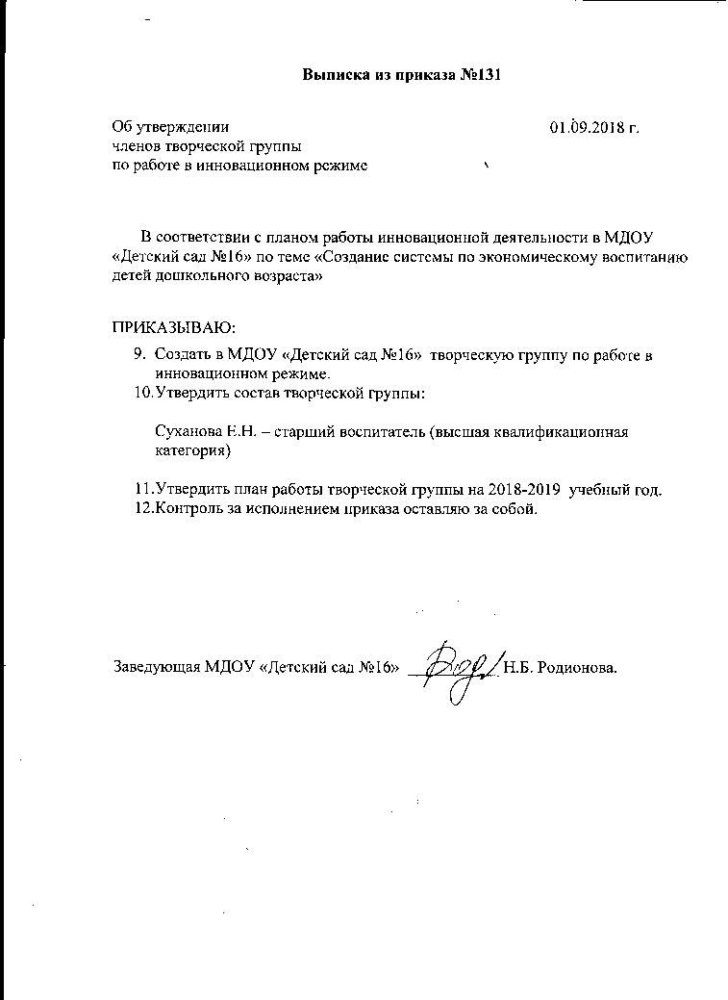 Выписка из приказа №131
Об утверждении 01.09.2018 г.
членов творческой группы
по работе в инновационном режиме
В соответствии с планом работы инновационной деятельности в МДОУ
«Детский сад №16» по теме «Создание системы по экономическому воспитанию
детей дошкольного возраста»
ПРИКАЗЫВАЮ:
9. Создать в МДОУ «Детский сад №16» творческую группу по работе в
инновационном режиме.
10.Утвердить состав творческой группы:
Суханова Е.Н. – старший воспитатель (высшая квалификационная
категория)
11.Утвердить план работы творческой группы на 2018-2019 учебный год.
12.Контроль за исполнением приказа оставляю за собой.
Заведующая МДОУ «Детский сад №16» Н.Б. Родионова.